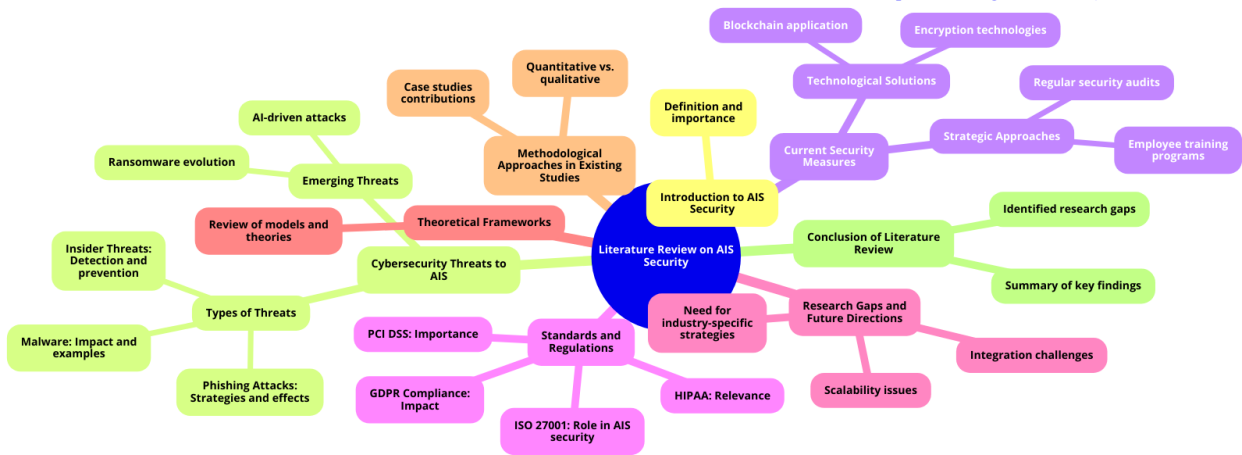 Blockchain application
Encryption technologies
Quantitative vs.
qualitative
Technological Solutions
Regular security audits
Case studies
contributions
Definition and
importance
AI-driven attacks
Strategic Approaches
Employee training
programs
Current Security
Measures
Methodological
Approaches in Existing
Studies
Ransomware evolution
Emerging Threats
Introduction to AIS
Security
Identified research gaps
Review of models and
theories
Theoretical Frameworks
Conclusion of Literature
Review
Literature Review on AIS
Security
Insider Threats:
Detection and
prevention
Cybersecurity Threats to
AIS
Summary of key findings
Types of Threats
Need for
industry-specific
strategies
Research Gaps and
Future Directions
PCI DSS: Importance
Standards and
Regulations
Malware: Impact and
examples
Integration challenges
Phishing Attacks:
Strategies and effects
GDPR Compliance:
Impact
HIPAA: Relevance
Scalability issues
ISO 27001: Role in AIS
security